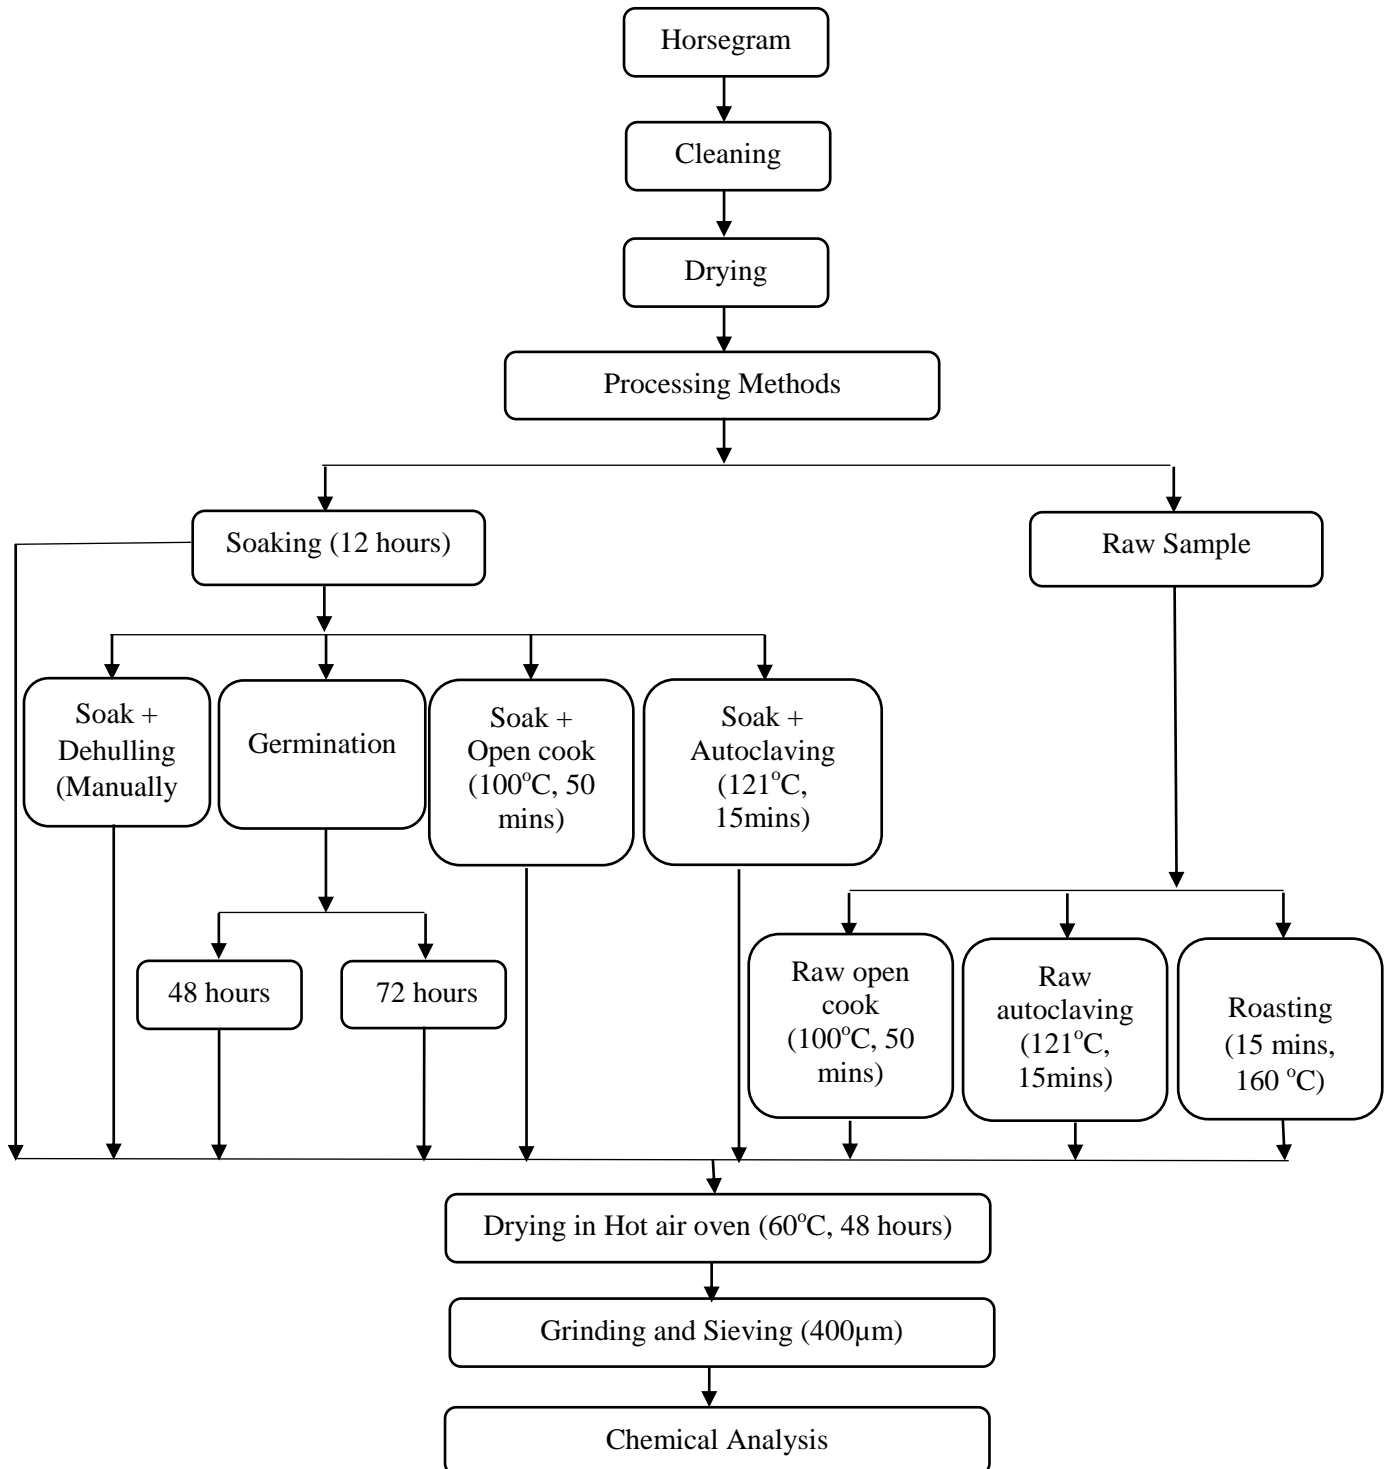 Horsegram
Cleaning
Drying
Processing Methods
Soaking (12 hours)
Raw Sample
Soak +
Dehulling
(Manually
Germination
Soak +
Open cook
(100°C, 50
mins)
Soak +
Autoclaving
(121°C,
15mins)
48 hours
72 hours
Raw open
cook
(100°C, 50
mins)
Raw
autoclaving
(121°C,
15mins)
Roasting
(15 mins,
160 °C)
Drying in Hot air oven (60°C, 48 hours)
Grinding and Sieving (400µm)
Chemical Analysis